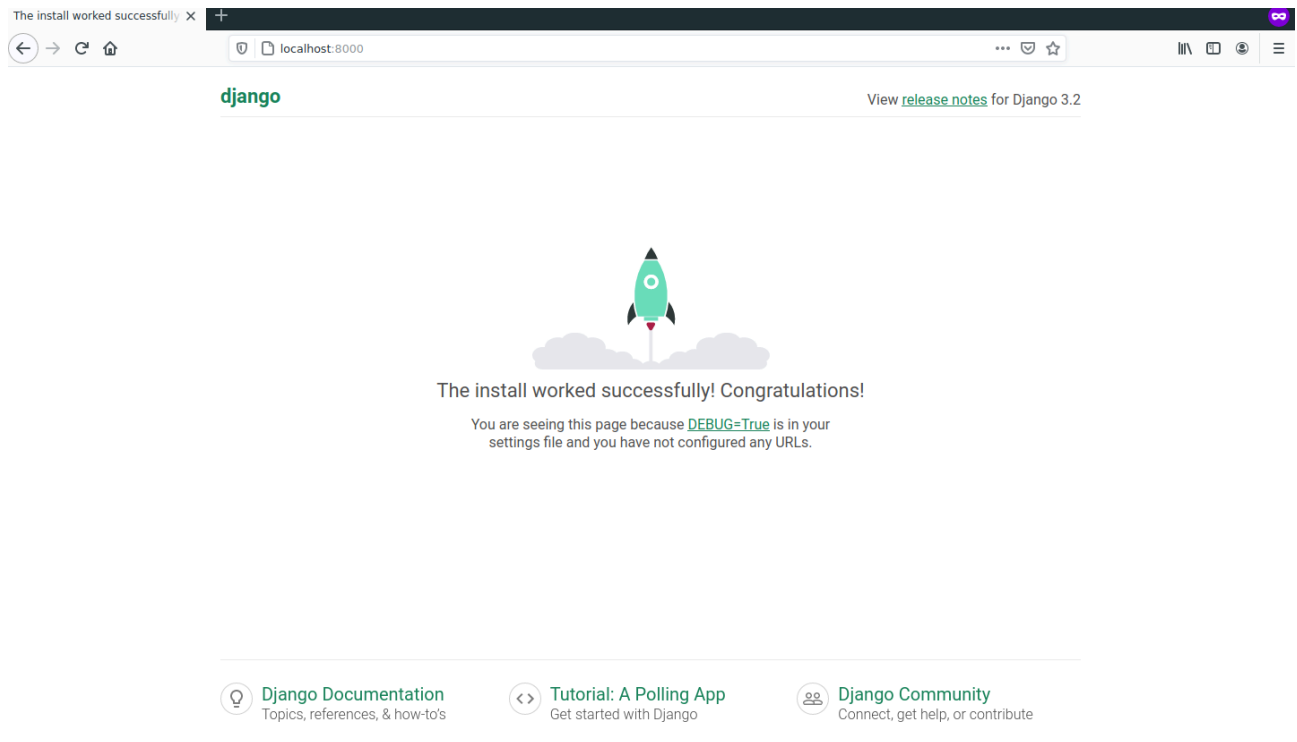 The install worked successfully
localhost:8000
django
View release notes for Django 3.2
The install worked successfully! Congratulations!
You are seeing this page because DEBUG=True is in your
settings file and you have not configured any URLs.
Django Documentation
Topics, references, & how-to’s
Tutorial: A Polling App
Get started with Django
Django Community
Connect, get help, or contribute